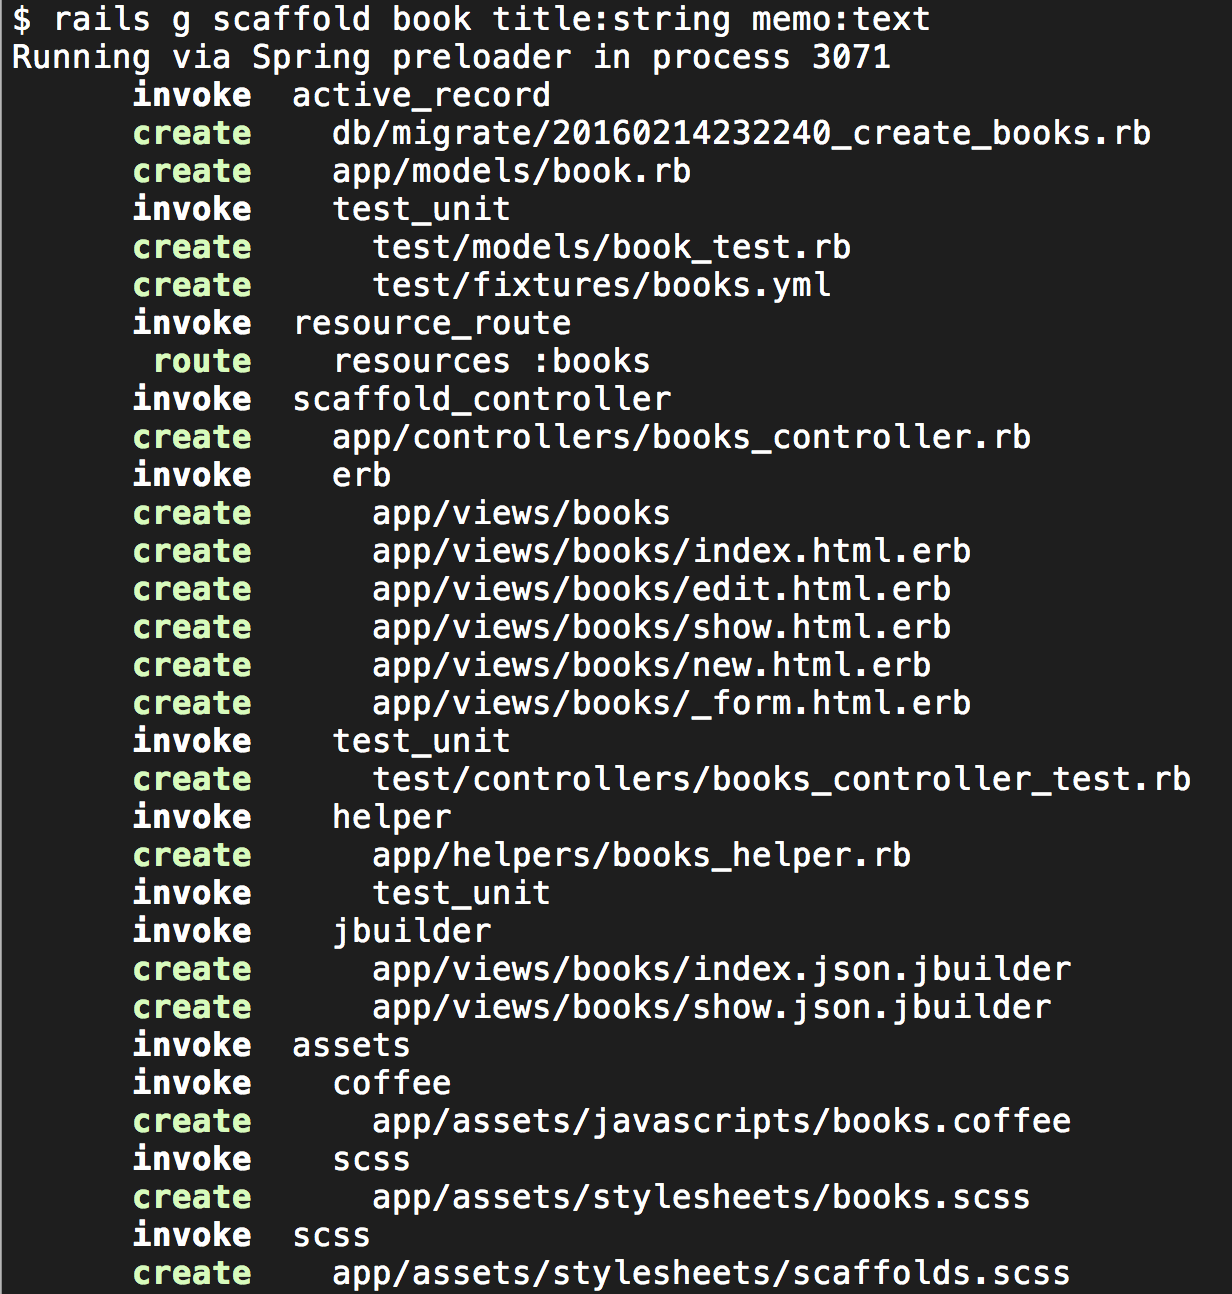 $ rails g scaffold book title:string memo:text
Running via Spring preloader in process 3071
      invoke  active_record
      create    db/migrate/20160214232240_create_books.rb
      create    app/models/book.rb
      invoke    test_unit
      create      test/models/book_test.rb
      create      test/fixtures/books.yml
      invoke  resource_route
       route    resources :books
      invoke  scaffold_controller
      create    app/controllers/books_controller.rb
      invoke    erb
      create      app/views/books
      create      app/views/books/index.html.erb
      create      app/views/books/edit.html.erb
      create      app/views/books/show.html.erb
      create      app/views/books/new.html.erb
      create      app/views/books/_form.html.erb
      invoke    test_unit
      create      test/controllers/books_controller_test.rb
      invoke    helper
      create      app/helpers/books_helper.rb
      invoke      test_unit
      invoke    jbuilder
      create      app/views/books/index.json.jbuilder
      create      app/views/books/show.json.jbuilder
      invoke  assets
      invoke    coffee
      create      app/assets/javascripts/books.coffee
      invoke    scss
      create      app/assets/stylesheets/books.scss
      invoke  scss
      create    app/assets/stylesheets/scaffolds.scss